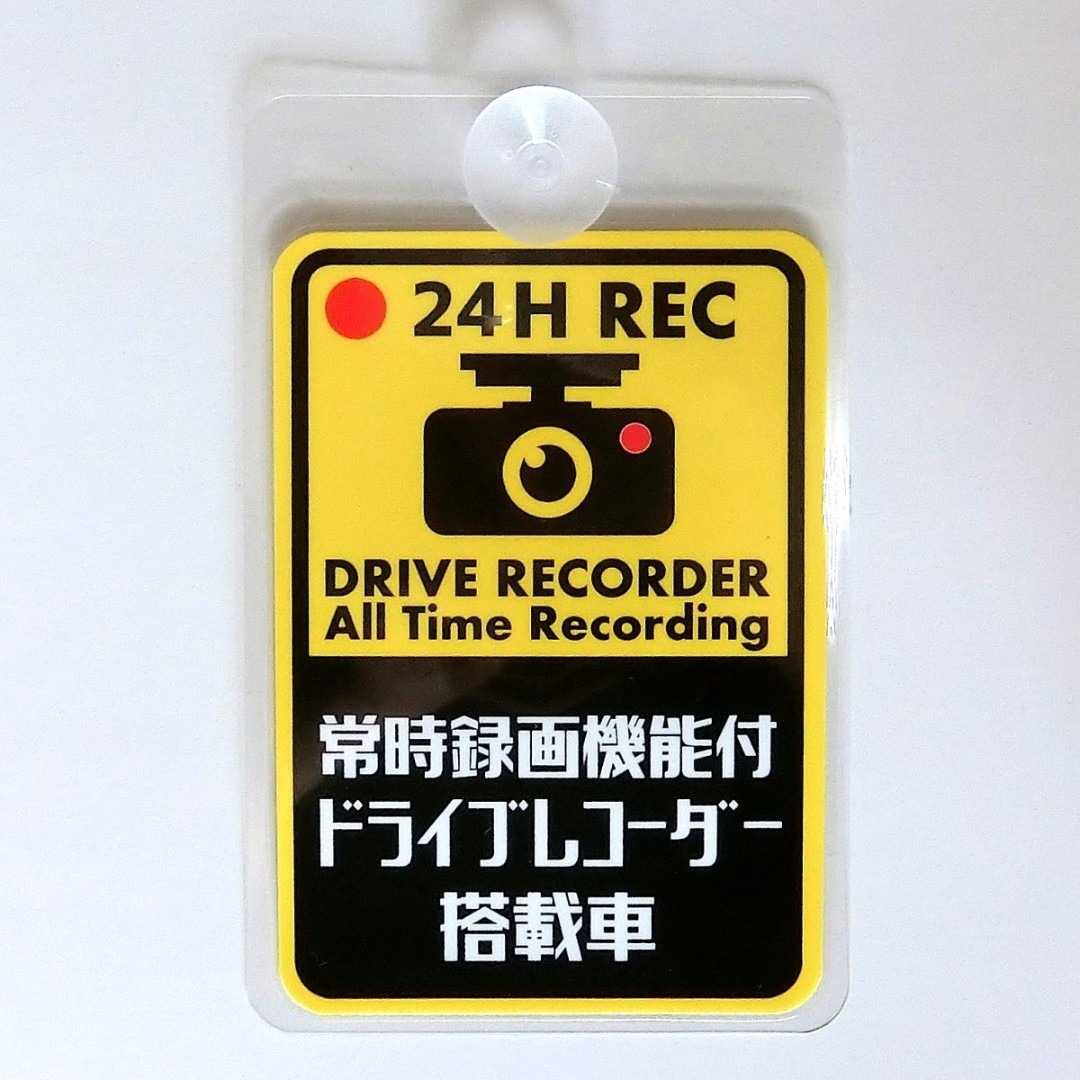 24H REC
DRIVE RECORDER
All Time Recording
常時録画機能付
ドライブレコーダー
搭載車